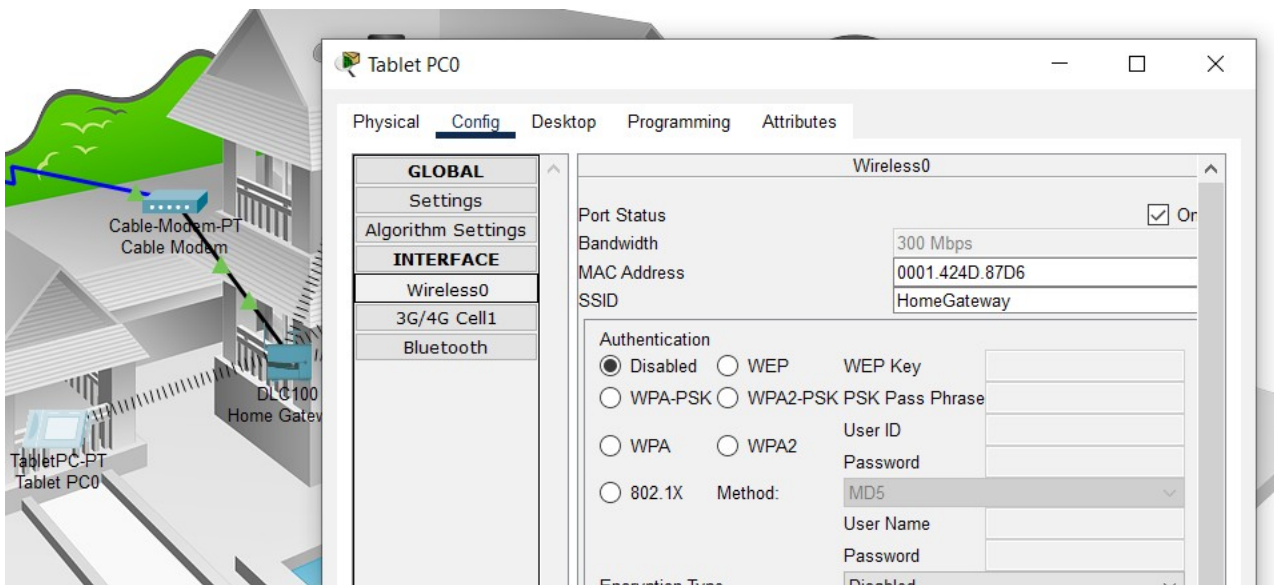 Tablet PC0
Physical Config Desktop Programming Attributes
GLOBAL
Settings
Algorithm Settings
INTERFACE
Wireless0
3G/4G Cell1
Bluetooth
Wireless0
Port Status On
Bandwidth 300 Mbps
MAC Address 0001.424D.87D6
SSID HomeGateway
Authentication
Disabled WEP WEP Key
WPA-PSK WPA2-PSK PSK Pass Phrase
User ID
WPA WPA2
Password
802.1X Method: MD5
User Name
Password
Encryption Type Disabled
Cable-Modem-PT
Cable Modem
DLC100
Home Gatew
TabletPC-PT
Tablet PC0